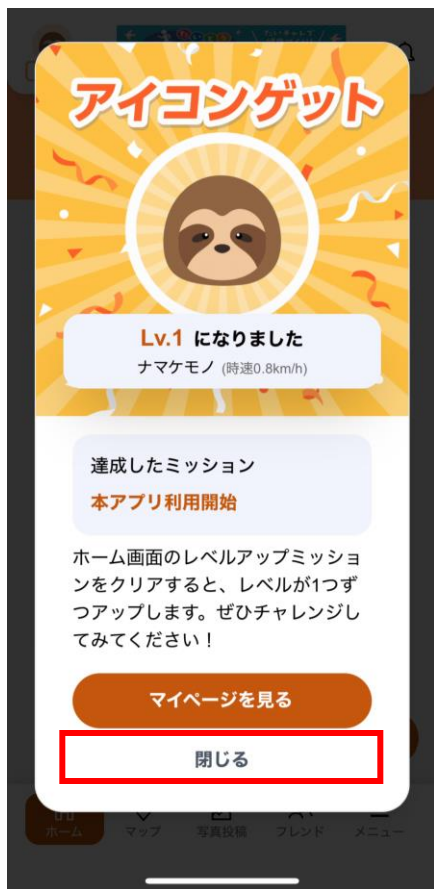 アイコンゲット
Lv.1 になりました
ナマケモノ (時速0.8km/h)
達成したミッション
本アプリ利用開始
ホーム画面のレベルアップミッショ
ンをクリアすると、レベルが1つず
つアップします。ぜひチャレンジし
てみてください！
マイページを見る
閉じる
ホーム マップ 写真投稿 フレンド メニュー